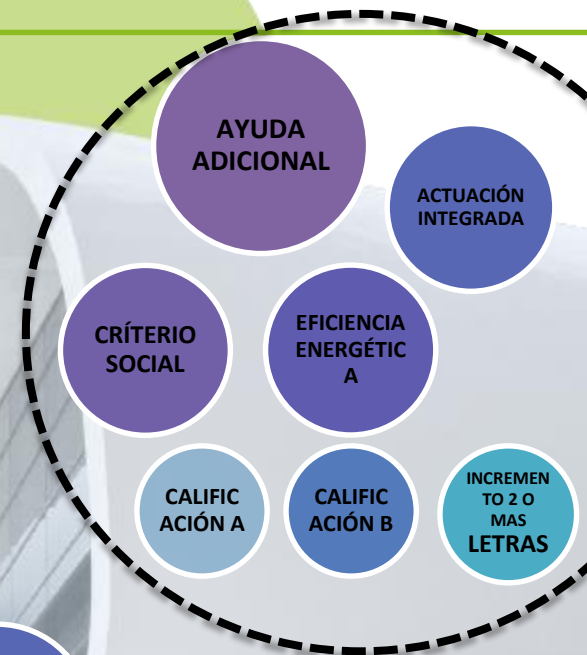 AYUDA
ADICIONAL
ACTUACIÓN
INTEGRADA
CRÍTERIO
SOCIAL
EFICIENCIA
ENERGÉTIC
A
CALIFIC
ACIÓN A
CALIFIC
ACIÓN B
INCREMEN
TO 2 O
MAS
LETRAS